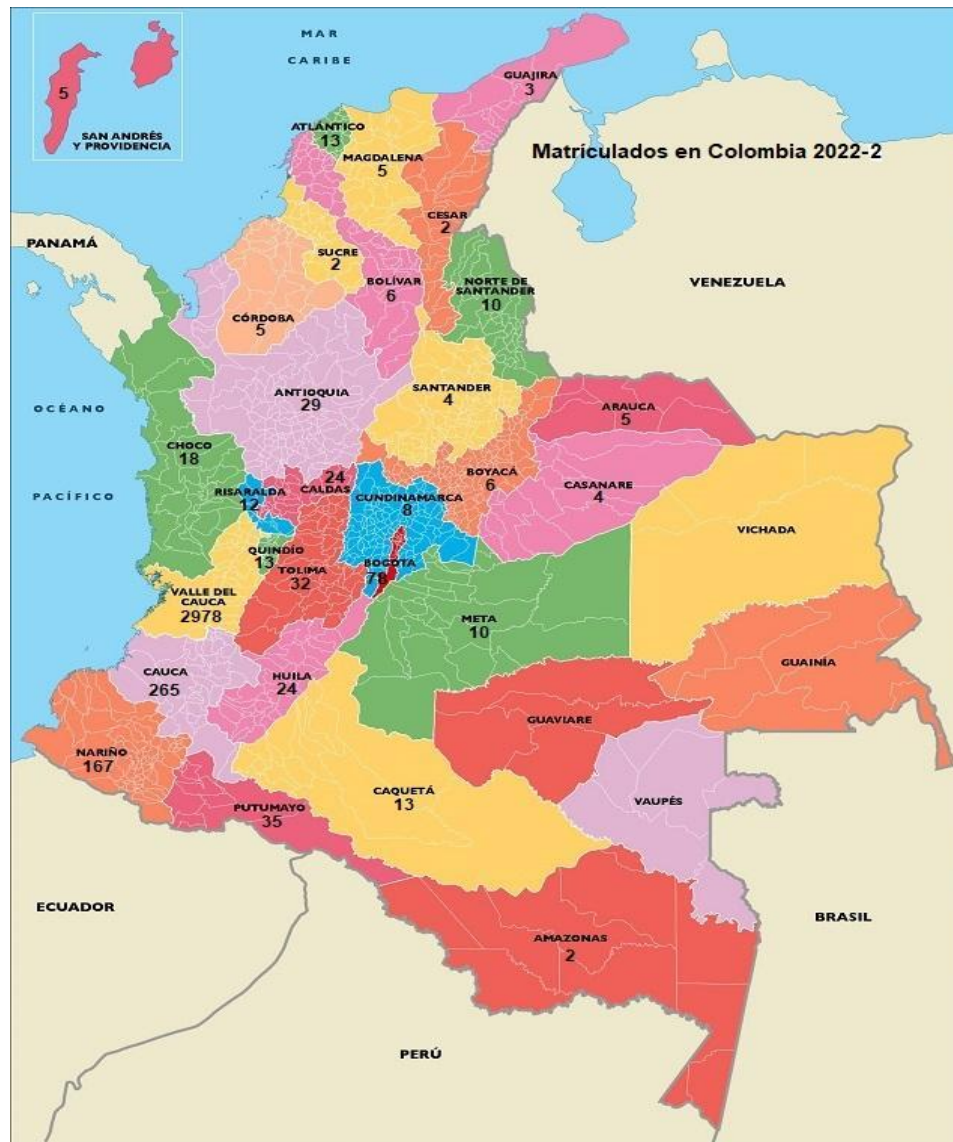 MAR
CARIBE
5
SAN ANDRÉS
Y PROVIDENCIA
GUAJIRA
3
ATLÁNTICO
13
MAGDALENA
5
Matriculados en Colombia 2022-2
CESAR
2
PANAMÁ
SUCRE
2
BOLÍVAR
6
NORTE DE
SANTANDER
10
VENEZUELA
CÓRDOBA
5
ANTIOQUIA
29
SANTANDER
4
OCÉANO
PACÍFICO
ARAUCA
5
CHOCO
18
BOYACÁ
6
CASANARE
4
24
CALDAS
RISARALDA
12
CUNDINAMARCA
8
VICHADA
QUINDÍO
13
TOLIMA
32
BOGOTA
78
VALLE DEL
CAUCA
2978
META
10
CAUCA
265
HUILA
24
GUAINÍA
GUAVIARE
NARIÑO
167
CAQUETÁ
13
VAUPÉS
PUTUMAYO
35
ECUADOR
BRASIL
AMAZONAS
2
PERÚ